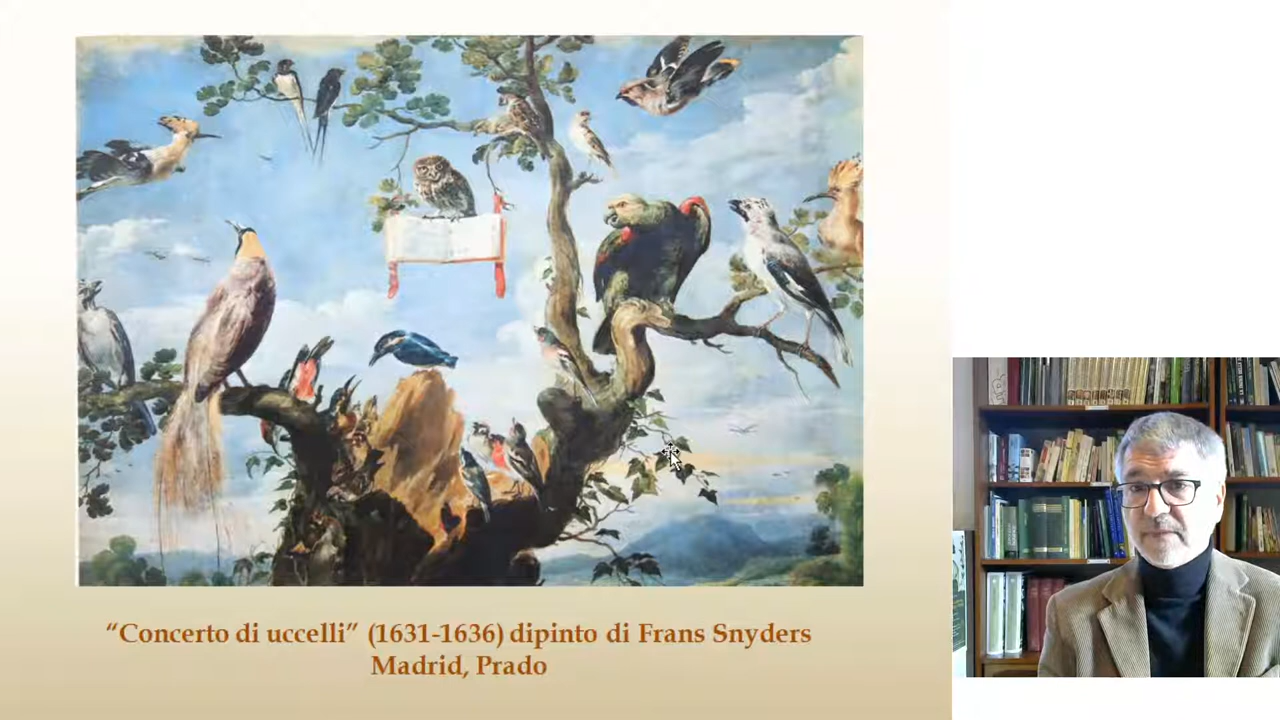 “Concerto di uccelli” (1631-1636) dipinto di Frans Snyders
Madrid, Prado